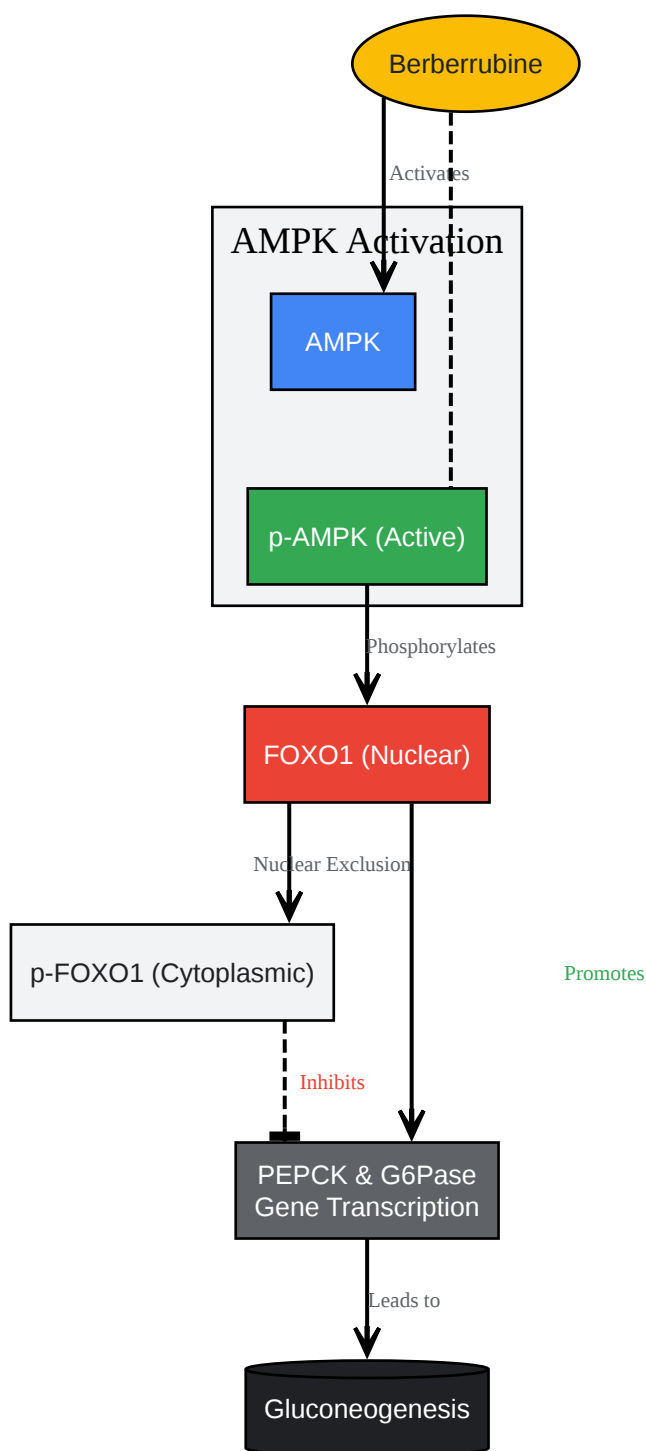 Berberrubine
Activates
AMPK Activation
AMPK
p-AMPK (Active)
Phosphorylates
FOXO1 (Nuclear)
Nuclear Exclusion
p-FOXO1 (Cytoplasmic)
Promotes
Inhibits
PEPCK & G6Pase
Gene Transcription
Leads to
Gluconeogenesis